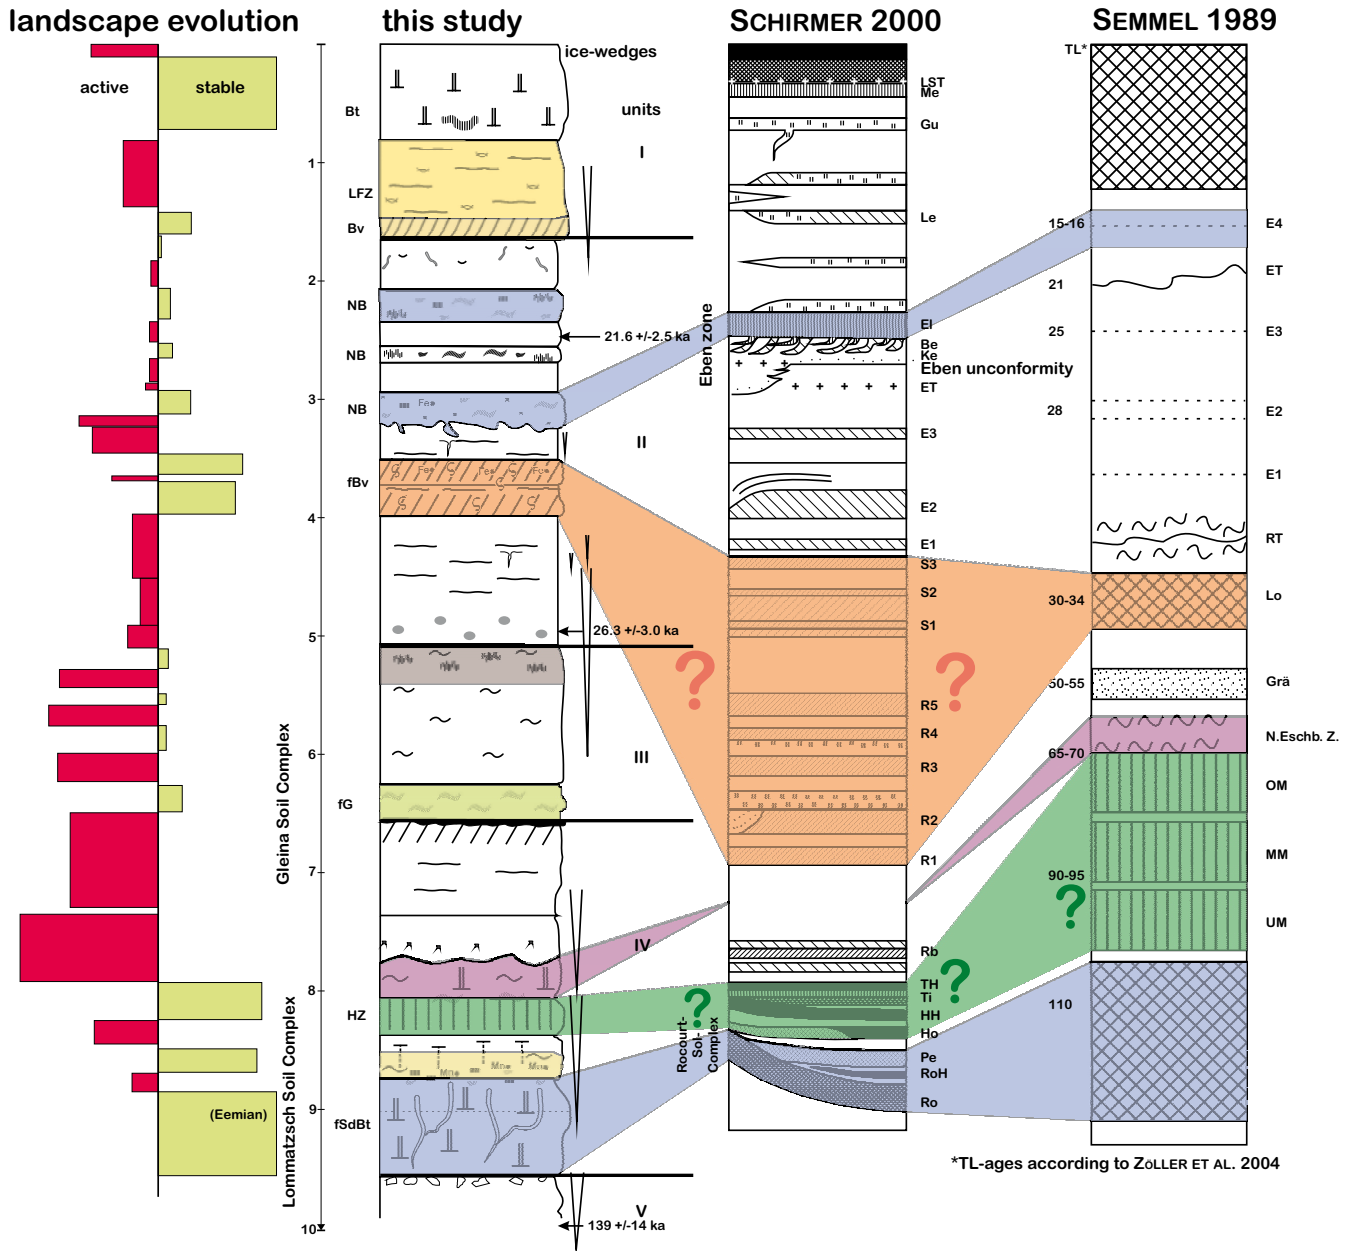 landscape evolution
this study
SCHIRMER 2000
SEMMEL 1989
active
stable
ice-wedges
units
TL*
LST
Me
Bt
Gu
I
1
LFZ
Bv
Le
15-16
E4
ET
2
21
NB
Eben zone
EI
25
E3
21.6 +/-2.5 ka
Be
NB
Ke
Eben unconformity
ET
3
NB
Fe
28
E2
II
E3
Fe
Fe
Fe
E1
fBv
E2
4
E1
RT
S3
S2
30-34
Lo
26.3 +/-3.0 ka
S1
5
?
?
50-55
Grä
R5
R4
N.Eschb. Z.
65-70
6
III
R3
OM
fG
R2
Gleina Soil Complex
MM
R1
7
90-95
?
UM
IV
Rb
8
TH
?
Ti
?
110
HZ
HH
Ho
Rocourt-
Sol-
Complex
Lommatzsch Soil Complex
Mn
Mn
Pe
RoH
9
(Eemian)
fSdBt
Ro
*TL-ages according to ZÖLLER ET AL. 2004
V
10
139 +/-14 ka